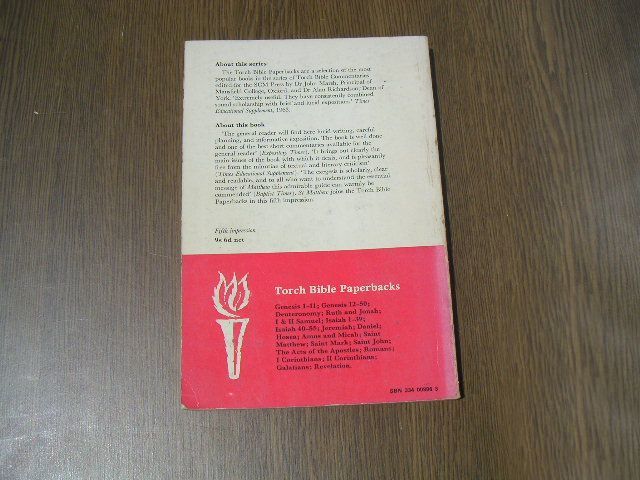 About this series
'The Torch Bible Paperbacks are a selection of the most
popular books in the series of Torch Bible Commentaries
edited for the SCM Press by Dr John Marsh, Principal of
Mansfield College, Oxford, and Dr Alan Richardson, Dean of
York. 'Extremely useful. They have consistently combined
sound scholarship with brief and lucid exposition.' Times
Educational Supplement, 1963.
About this book
'The general reader will find here lucid writing, careful
planning, and informative exposition. The book is well done
and one of the best short commentaries available for the
general reader' (Expository Times). 'It brings out clearly the
main issues of the book with which it deals, and is pleasantly
free from the minutiae of textual and literary criticism'
(Times Educational Supplement). 'The exegesis is scholarly, clear
and readable, and to all who want to understand the essential
message of Matthew this admirable guide can warmly be
commended' (Baptist Times). St Matthew joins the Torch Bible
Paperbacks in this fifth impression.
Fifth impression
9s 6d net
Torch Bible Paperbacks
Genesis 1-11; Genesis 12-50;
Deuteronomy; Ruth and Jonah;
I & II Samuel; Isaiah 1-39;
Isaiah 40-55; Jeremiah; Daniel;
Hosea; Amos and Micah; Saint
Matthew; Saint Mark; Saint John;
The Acts of the Apostles; Romans;
I Corinthians; II Corinthians;
Galatians; Revelation.
SBN 334